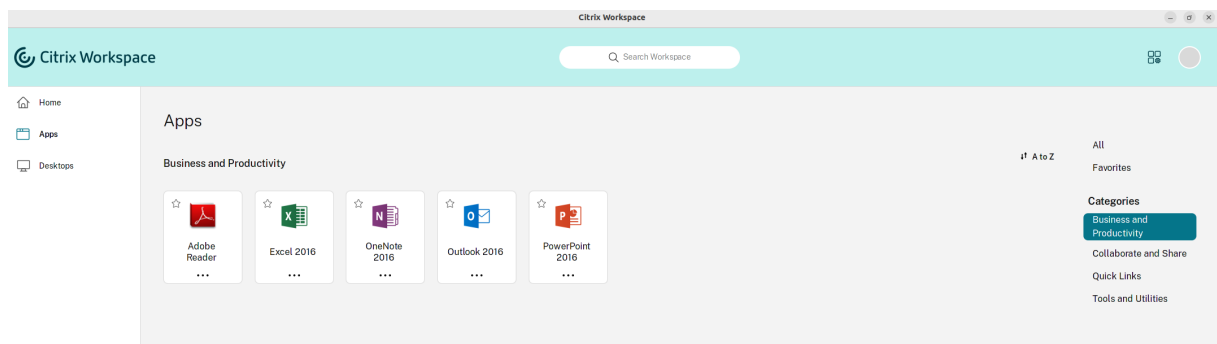 Citrix Workspace
Citrix Workspace
Search Workspace
Home
Apps
Desktops
Apps
Business and Productivity
A to Z
Adobe
Reader
Excel 2016
OneNote
2016
Outlook 2016
PowerPoint
2016
All
Favorites
Categories
Business and
Productivity
Collaborate and Share
Quick Links
Tools and Utilities